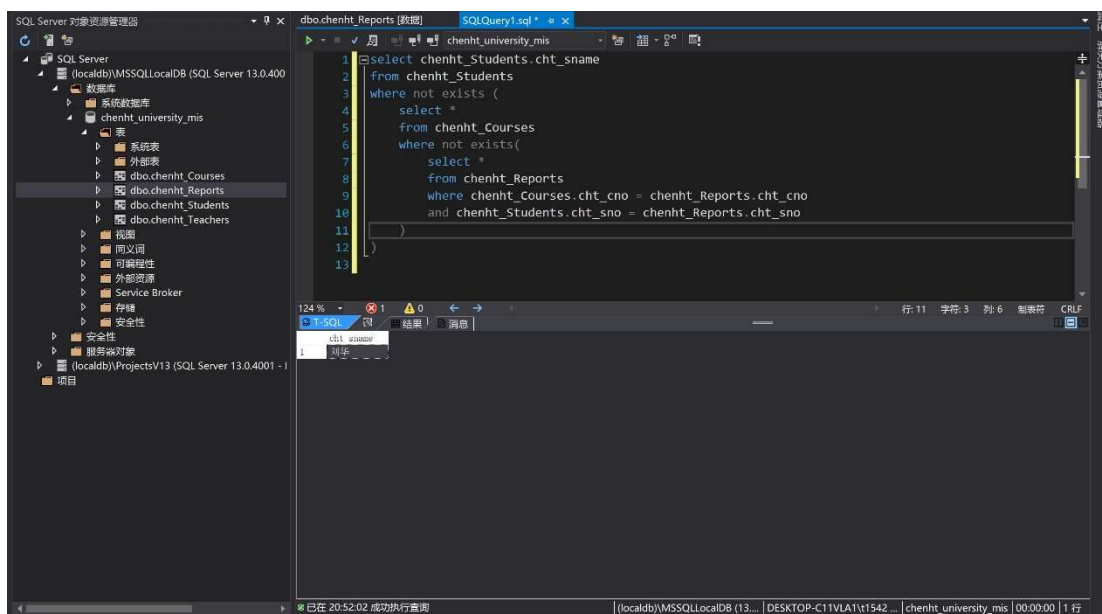 SQL Server 对象资源管理器
SQL Server
(localdb)\MSSQLLocalDB (SQL Server 13.0.400
数据库
系统数据库
chenht_university_mis
表
系统表
外部表
dbo.chenht_Courses
dbo.chenht_Reports
dbo.chenht_Students
dbo.chenht_Teachers
视图
同义词
可编程性
外部资源
Service Broker
存储
安全性
安全性
服务器对象
(localdb)\ProjectsV13 (SQL Server 13.0.4001 - I
项目
dbo.chenht_Reports [数据] SQLQuery1.sql *
chenht_university_mis
1 select chenht_Students.cht_sname
2 from chenht_Students
3 where not exists (
4 select *
5 from chenht_Courses
6 where not exists(
7 select *
8 from chenht_Reports
9 where chenht_Courses.cht_cno = chenht_Reports.cht_cno
10 and chenht_Students.cht_sno = chenht_Reports.cht_sno
11 )
12 )
13
124 % 1 0 行: 11 字符: 3 列: 6 制表符 CRLF
T-SQL 结果 消息
cht_sname
1 刘华
已在 20:52:02 成功执行查询 (localdb)\MSSQLLocalDB (13.... DESKTOP-C11VLA1\t1542 ... chenht_university_mis 00:00:00 1 行